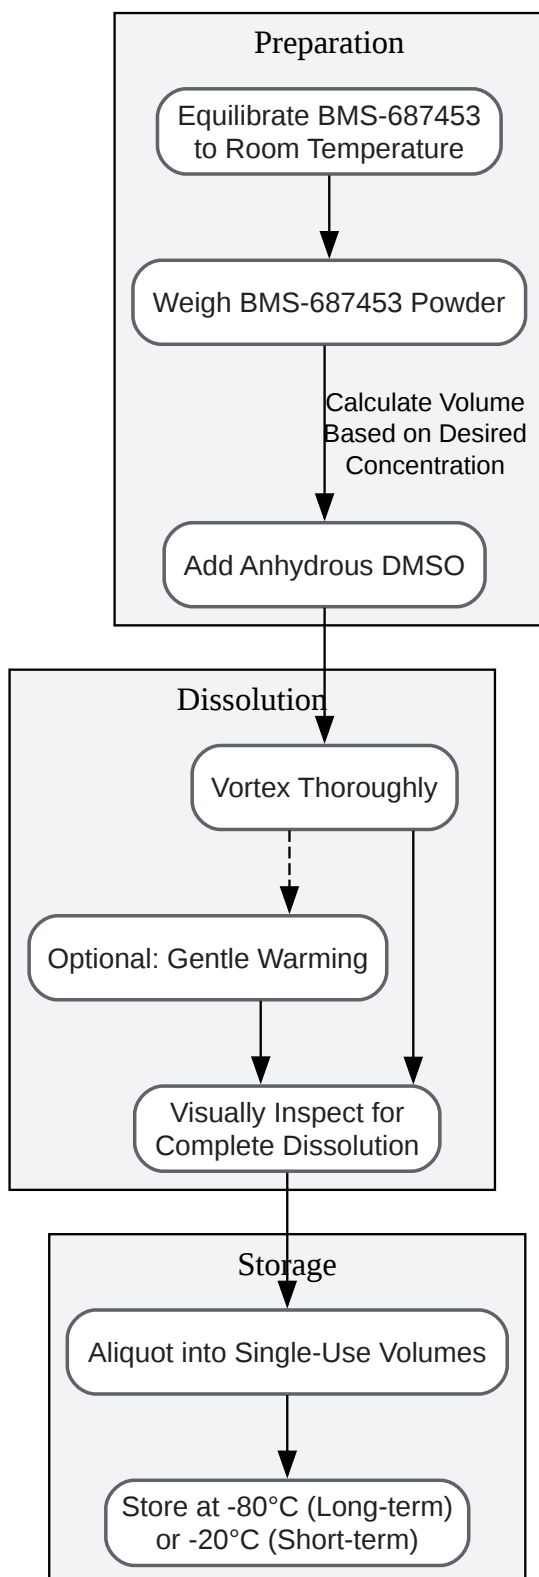 Preparation
Equilibrate BMS-687453
to Room Temperature
Weigh BMS-687453 Powder
Calculate Volume
Based on Desired
Concentration
Add Anhydrous DMSO
Dissolution
Vortex Thoroughly
Optional: Gentle Warming
Visually Inspect for
Complete Dissolution
Storage
Aliquot into Single-Use Volumes
Store at -80°C (Long-term)
or -20°C (Short-term)